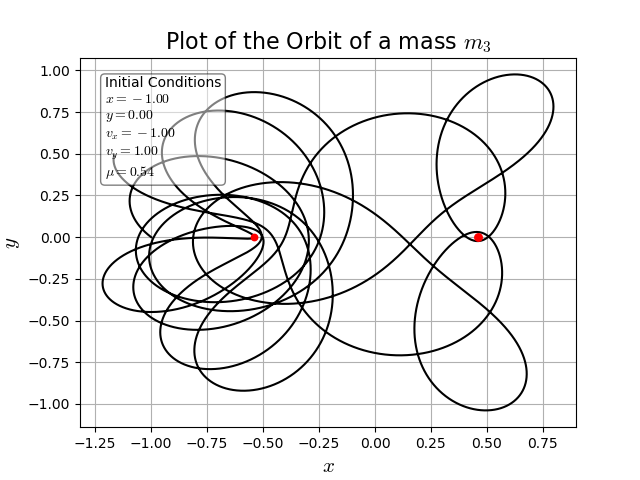 Plot of the Orbit of a mass m₃
Initial Conditions
x = −1.00
y = 0.00
vₓ = −1.00
v_y = 1.00
μ = 0.54
1.00
0.75
0.50
0.25
0.00
−0.25
−0.50
−0.75
−1.00
y
−1.25 −1.00 −0.75 −0.50 −0.25 0.00 0.25 0.50 0.75
x